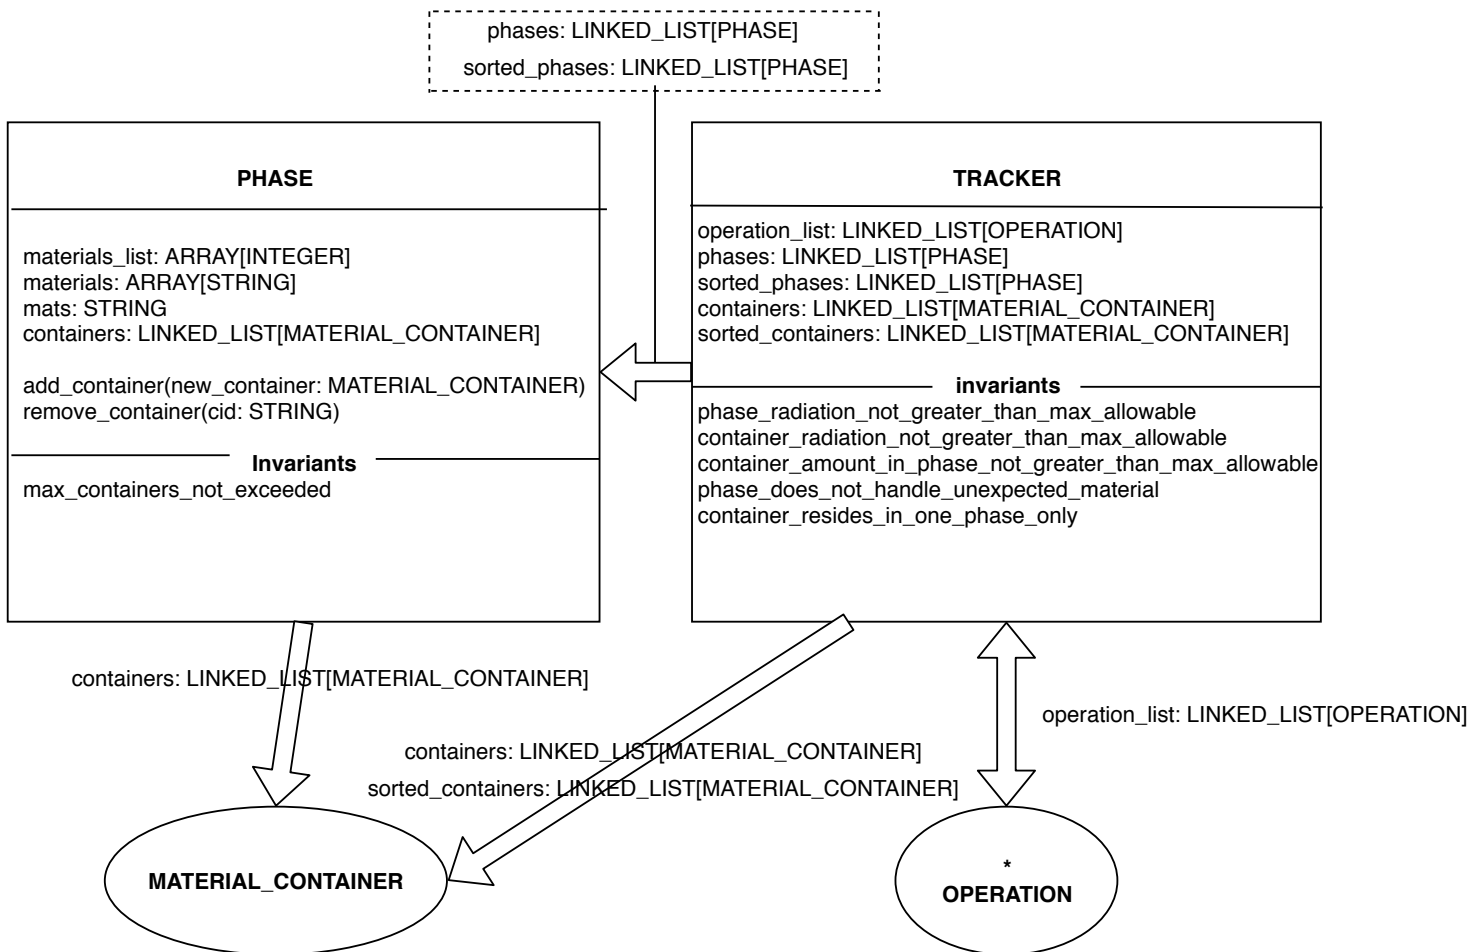 phases: LINKED_LIST[PHASE]
sorted_phases: LINKED_LIST[PHASE]
PHASE
materials_list: ARRAY[INTEGER]
materials: ARRAY[STRING]
mats: STRING
containers: LINKED_LIST[MATERIAL_CONTAINER]
add_container(new_container: MATERIAL_CONTAINER)
remove_container(cid: STRING)
Invariants
max_containers_not_exceeded
TRACKER
operation_list: LINKED_LIST[OPERATION]
phases: LINKED_LIST[PHASE]
sorted_phases: LINKED_LIST[PHASE]
containers: LINKED_LIST[MATERIAL_CONTAINER]
sorted_containers: LINKED_LIST[MATERIAL_CONTAINER]
invariants
phase_radiation_not_greater_than_max_allowable
container_radiation_not_greater_than_max_allowable
container_amount_in_phase_not_greater_than_max_allowable
phase_does_not_handle_unexpected_material
container_resides_in_one_phase_only
containers: LINKED_LIST[MATERIAL_CONTAINER]
containers: LINKED_LIST[MATERIAL_CONTAINER]
sorted_containers: LINKED_LIST[MATERIAL_CONTAINER]
operation_list: LINKED_LIST[OPERATION]
MATERIAL_CONTAINER
*
OPERATION